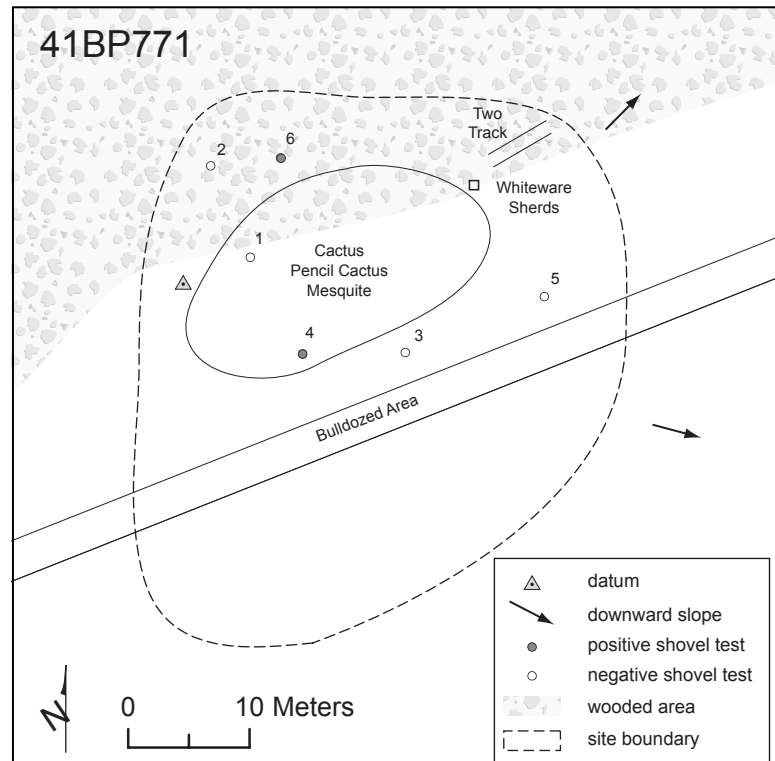 41BP771
Two
Track
2
6
Whiteware
Sherds
1
Cactus
Pencil Cactus
Mesquite
5
4
3
Bulldozed Area
datum
downward slope
positive shovel test
negative shovel test
wooded area
site boundary
N
0 10 Meters